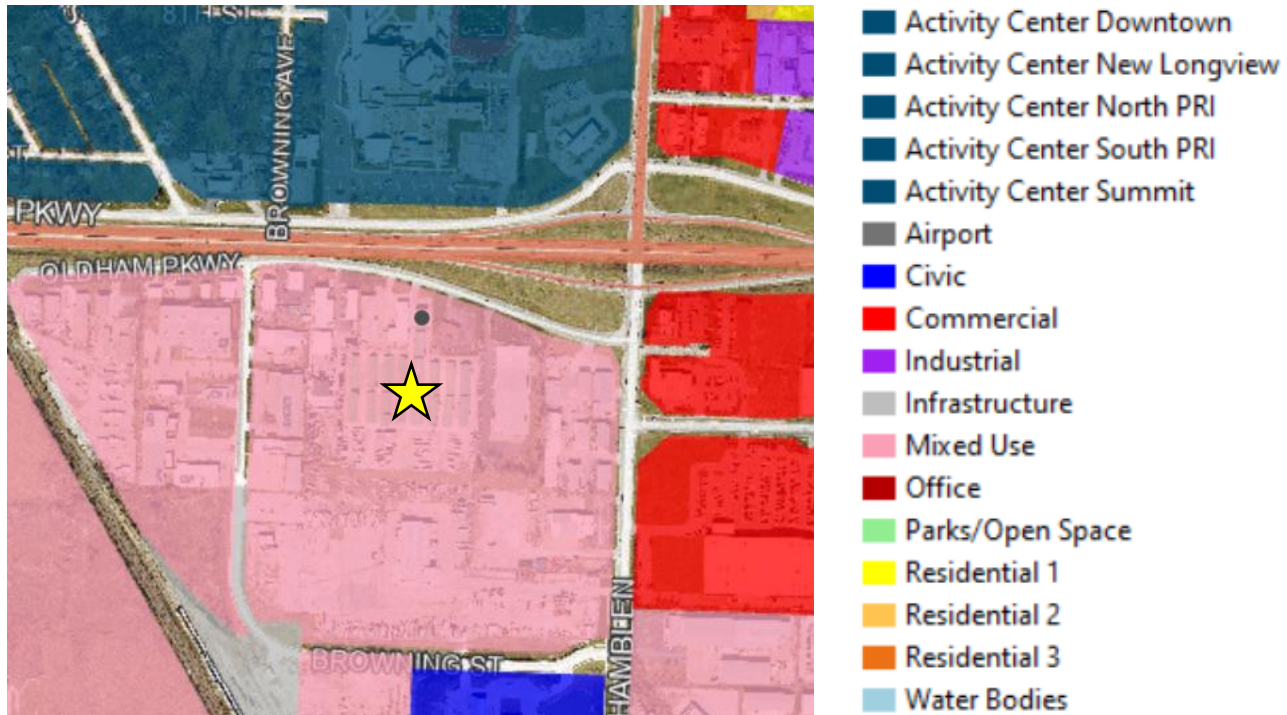 8TH ST
BROWNING AVE
PKWY
OLDHAM PKWY
BROWNING ST
HAMBLEN
Activity Center Downtown
Activity Center New Longview
Activity Center North PRI
Activity Center South PRI
Activity Center Summit
Airport
Civic
Commercial
Industrial
Infrastructure
Mixed Use
Office
Parks/Open Space
Residential 1
Residential 2
Residential 3
Water Bodies